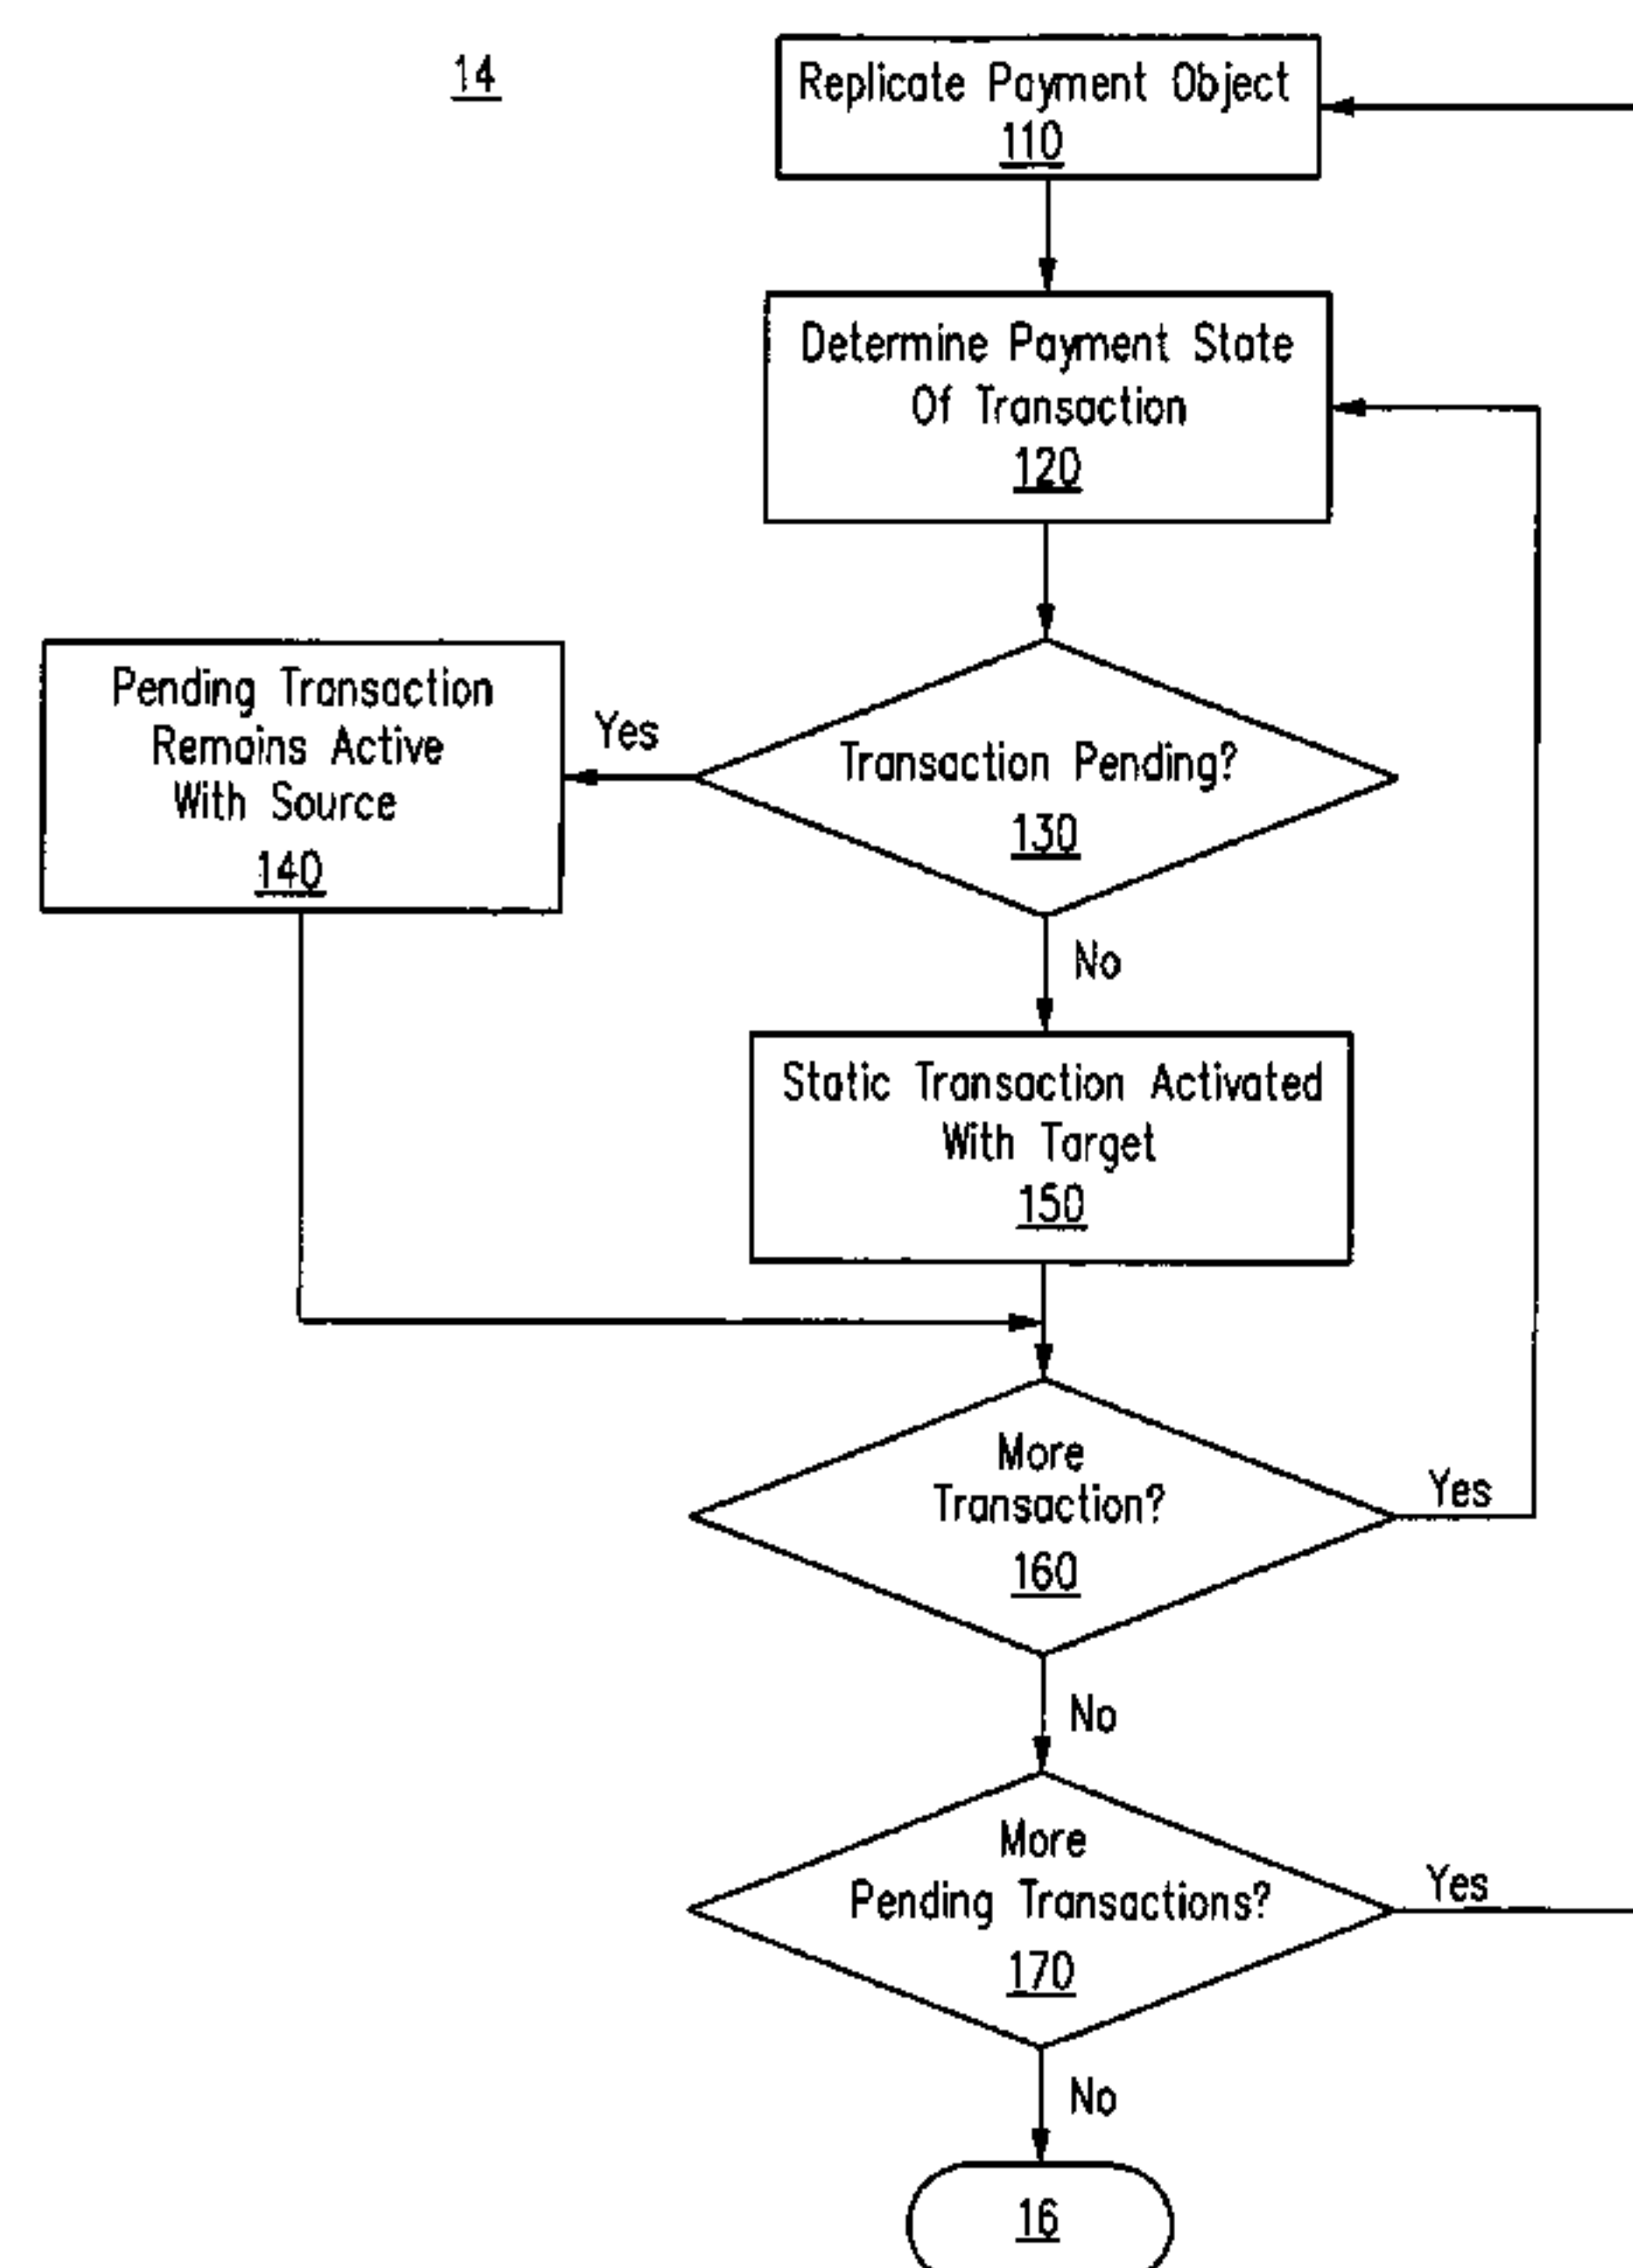 14
Replicate Payment Object
110
Determine Payment State
Of Transaction
120
Pending Transaction
Remains Active
With Source
140
Yes
Transaction Pending?
130
No
Static Transaction Activated
With Target
150
More
Transaction?
160
Yes
No
More
Pending Transactions?
170
Yes
No
16